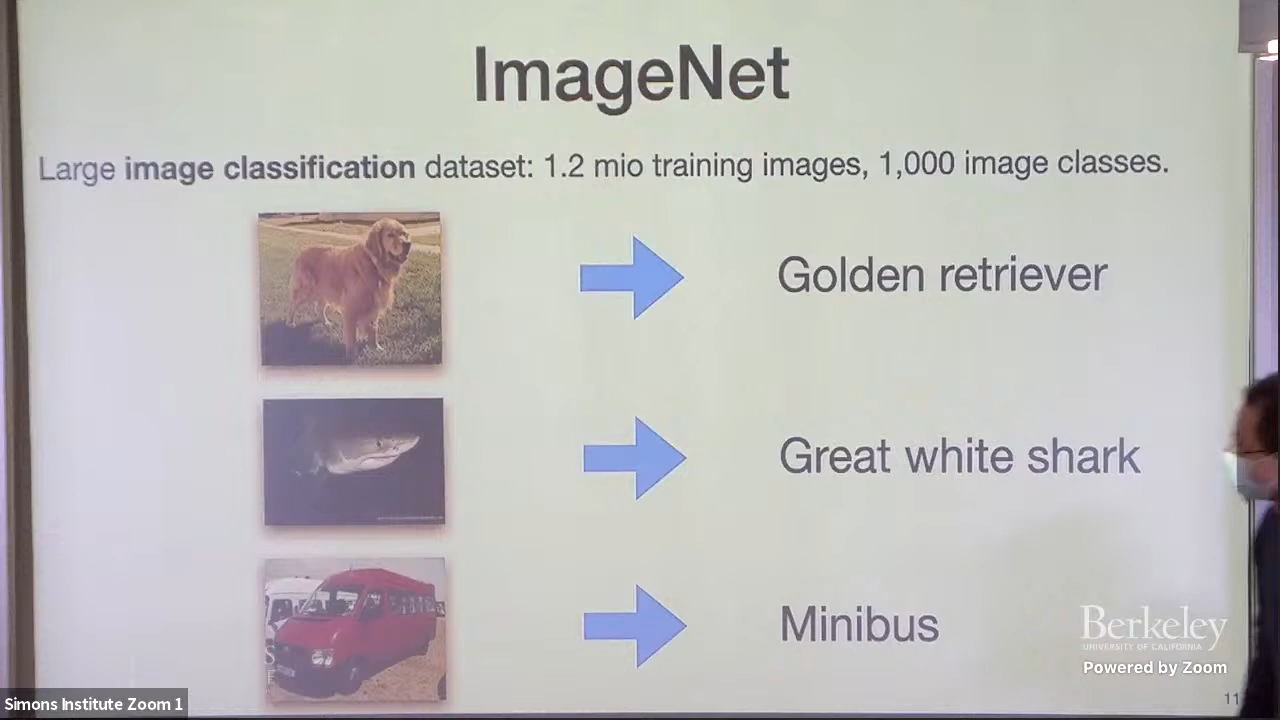 ImageNet
Large image classification dataset: 1.2 mio training images, 1,000 image classes.
Golden retriever
Great white shark
Minibus
Berkeley
UNIVERSITY OF CALIFORNIA
Powered by Zoom
Simons Institute Zoom 1
11